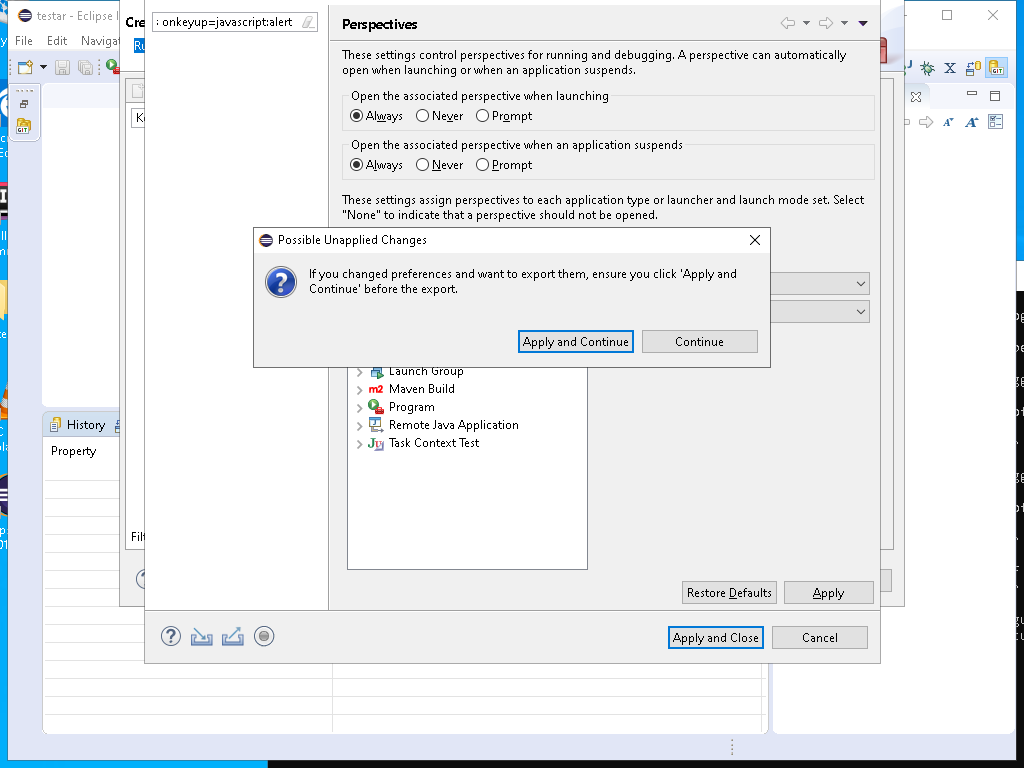 testar - Eclipse I
File Edit Navigat
GIT
GIT
Cre
Ru
; onkeyup=javascript:alert
Perspectives
These settings control perspectives for running and debugging. A perspective can automatically
open when launching or when an application suspends.
Open the associated perspective when launching
Always Never Prompt
Open the associated perspective when an application suspends
Always Never Prompt
These settings assign perspectives to each application type or launcher and launch mode set. Select
"None" to indicate that a perspective should not be opened.
Possible Unapplied Changes
If you changed preferences and want to export them, ensure you click 'Apply and
Continue' before the export.
Apply and Continue Continue
Launch Group
m2 Maven Build
Program
Remote Java Application
Task Context Test
History
Property
Filt
Restore Defaults Apply
Apply and Close Cancel